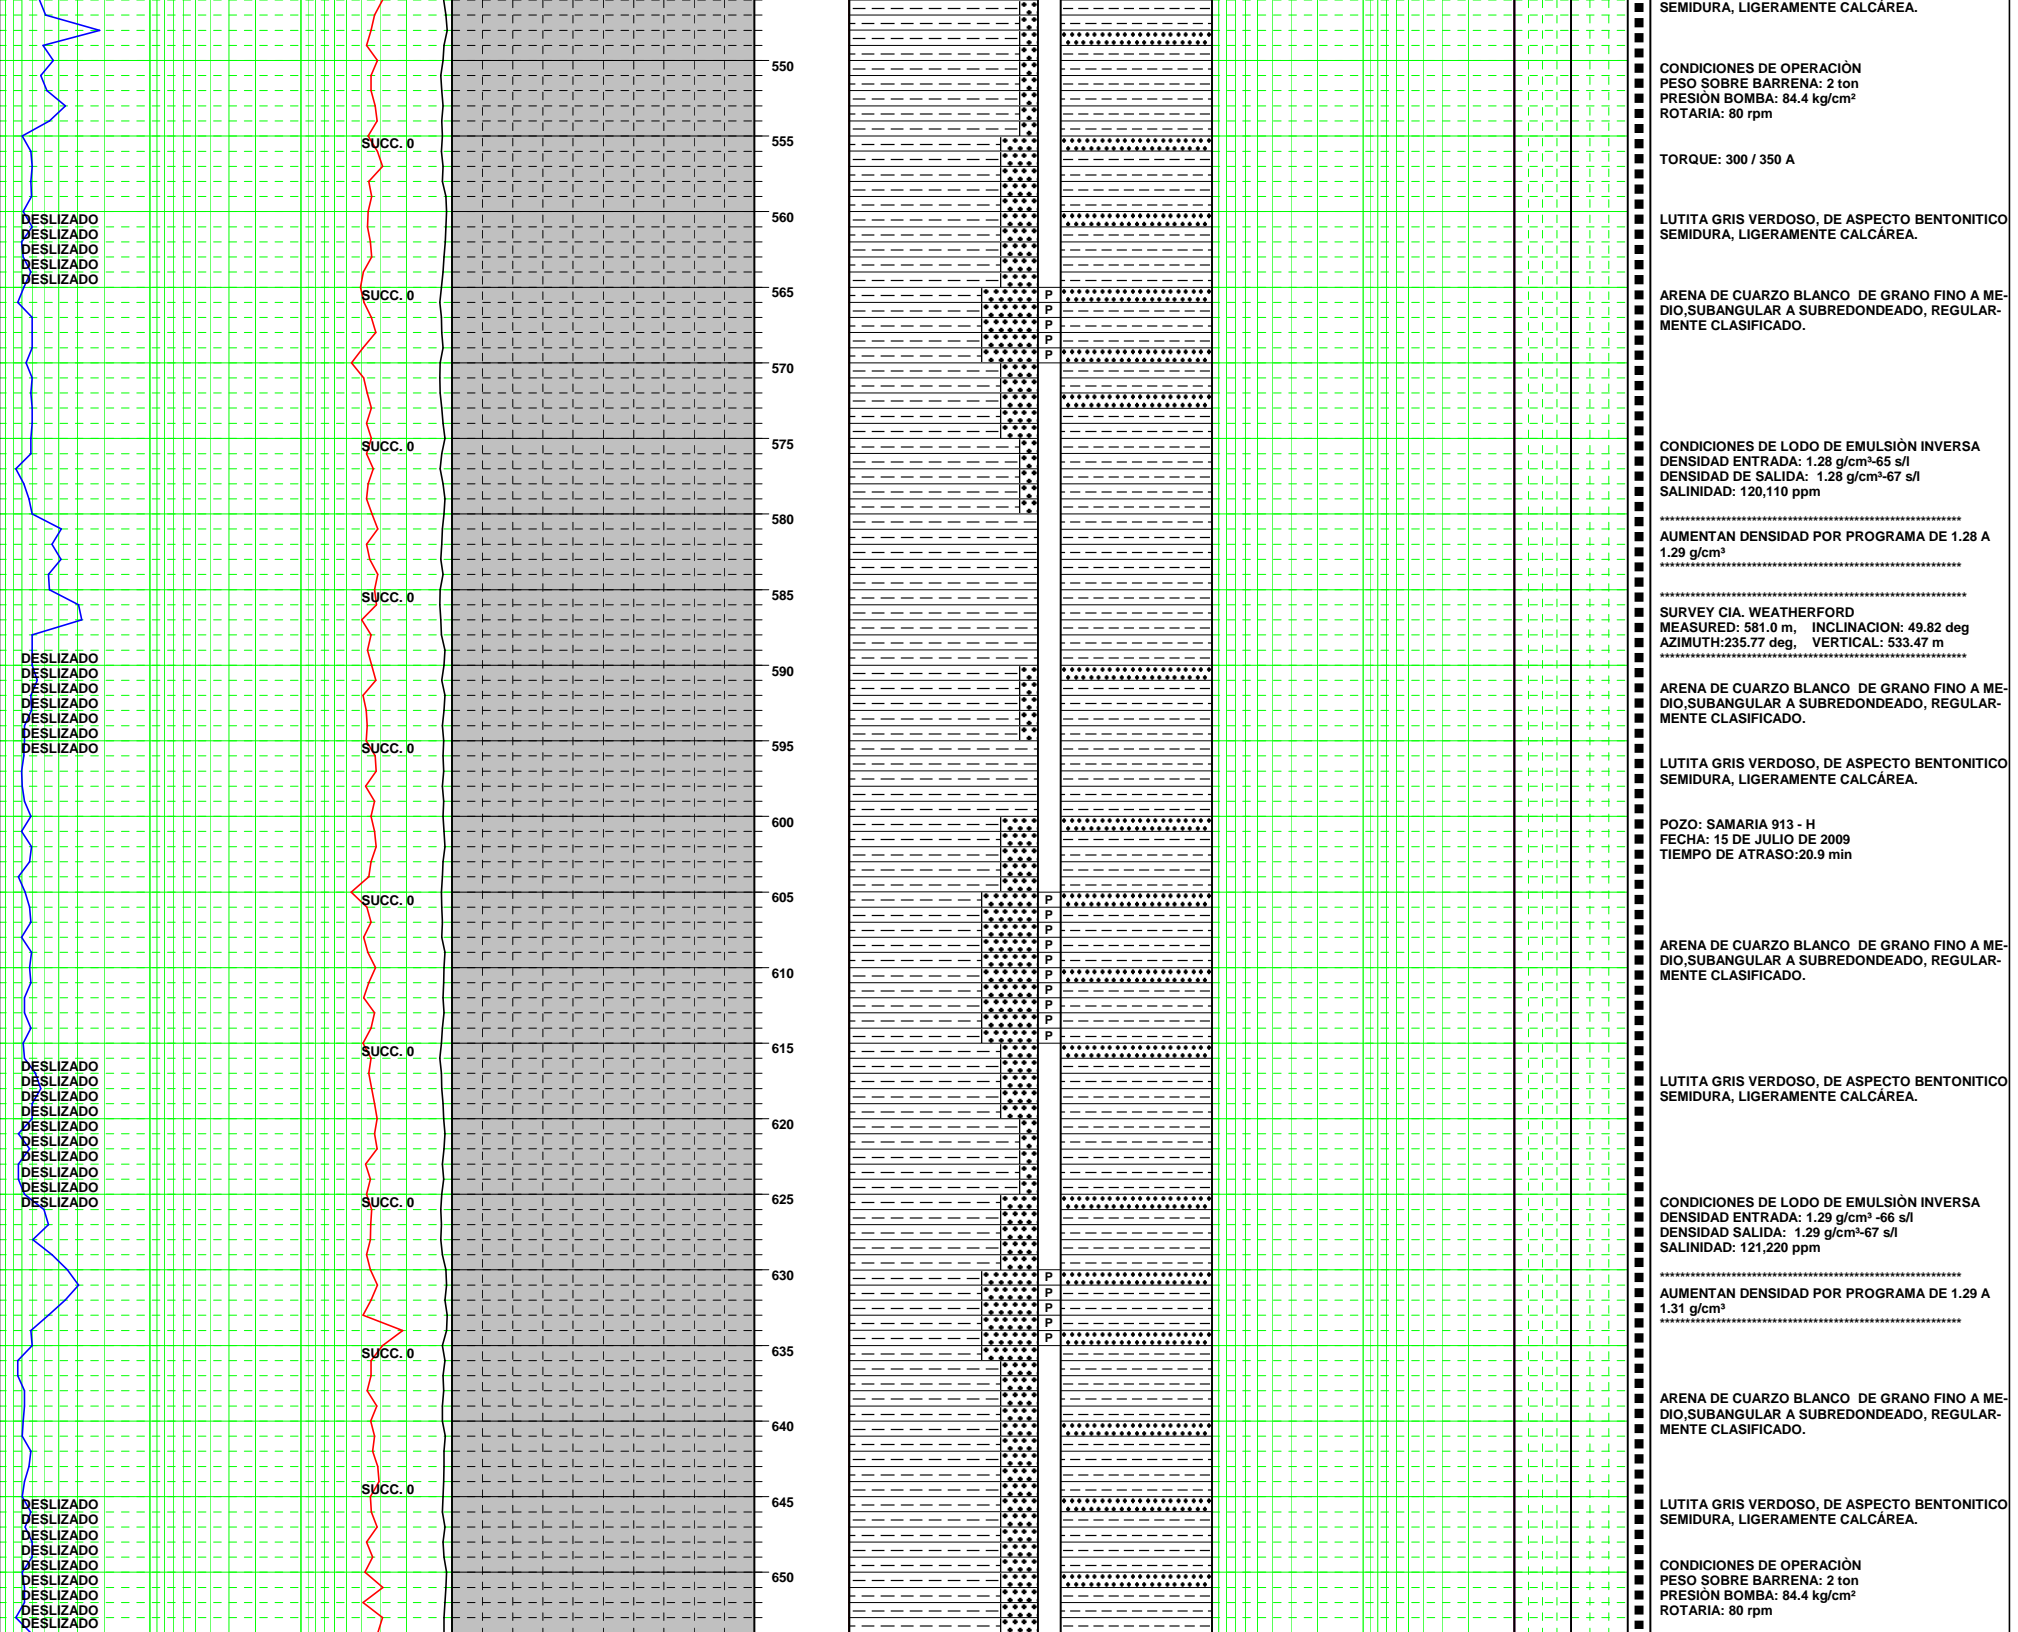 SEMIDURA, LIGERAMENTE CALCÁREA.
550
CONDICIONES DE OPERACIÒN
PESO SOBRE BARRENA: 2 ton
PRESIÒN BOMBA: 84.4 kg/cm²
ROTARIA: 80 rpm
SUCC. 0
555
TORQUE: 300 / 350 A
DESLIZADO
560
LUTITA GRIS VERDOSO, DE ASPECTO BENTONITICO
DESLIZADO
SEMIDURA, LIGERAMENTE CALCÁREA.
DESLIZADO
DESLIZADO
DESLIZADO
SUCC. 0
565
P
ARENA DE CUARZO BLANCO DE GRANO FINO A ME-
P
DIO,SUBANGULAR A SUBREDONDEADO, REGULAR-
P
MENTE CLASIFICADO.
P
P
570
SUCC. 0
575
CONDICIONES DE LODO DE EMULSIÒN INVERSA
DENSIDAD ENTRADA: 1.28 g/cm³-65 s/l
DENSIDAD DE SALIDA: 1.28 g/cm³-67 s/l
SALINIDAD: 120,110 ppm
580
************************************************************
AUMENTAN DENSIDAD POR PROGRAMA DE 1.28 A
1.29 g/cm³
************************************************************
SUCC. 0
585
*************************************************************
SURVEY CIA. WEATHERFORD
MEASURED: 581.0 m, INCLINACION: 49.82 deg
AZIMUTH:235.77 deg, VERTICAL: 533.47 m
DESLIZADO
*************************************************************
DESLIZADO
590
DESLIZADO
ARENA DE CUARZO BLANCO DE GRANO FINO A ME-
DESLIZADO
DIO,SUBANGULAR A SUBREDONDEADO, REGULAR-
DESLIZADO
MENTE CLASIFICADO.
DESLIZADO
DESLIZADO
SUCC. 0
595
LUTITA GRIS VERDOSO, DE ASPECTO BENTONITICO
SEMIDURA, LIGERAMENTE CALCÁREA.
600
POZO: SAMARIA 913 - H
FECHA: 15 DE JULIO DE 2009
TIEMPO DE ATRASO:20.9 min
SUCC. 0
605
P
P
P
P
ARENA DE CUARZO BLANCO DE GRANO FINO A ME-
P
DIO,SUBANGULAR A SUBREDONDEADO, REGULAR-
610
P
MENTE CLASIFICADO.
P
P
P
P
SUCC. 0
615
DESLIZADO
DESLIZADO
LUTITA GRIS VERDOSO, DE ASPECTO BENTONITICO
DESLIZADO
SEMIDURA, LIGERAMENTE CALCÁREA.
DESLIZADO
DESLIZADO
620
DESLIZADO
DESLIZADO
DESLIZADO
DESLIZADO
DESLIZADO
SUCC. 0
625
CONDICIONES DE LODO DE EMULSIÒN INVERSA
DENSIDAD ENTRADA: 1.29 g/cm³ -66 s/l
DENSIDAD SALIDA: 1.29 g/cm³-67 s/l
SALINIDAD: 121,220 ppm
630
P
************************************************************
P
AUMENTAN DENSIDAD POR PROGRAMA DE 1.29 A
P
1.31 g/cm³
P
************************************************************
P
SUCC. 0
635
ARENA DE CUARZO BLANCO DE GRANO FINO A ME-
DIO,SUBANGULAR A SUBREDONDEADO, REGULAR-
640
MENTE CLASIFICADO.
SUCC. 0
DESLIZADO
645
LUTITA GRIS VERDOSO, DE ASPECTO BENTONITICO
DESLIZADO
SEMIDURA, LIGERAMENTE CALCÁREA.
DESLIZADO
DESLIZADO
DESLIZADO
CONDICIONES DE OPERACIÒN
DESLIZADO
650
PESO SOBRE BARRENA: 2 ton
DESLIZADO
PRESIÒN BOMBA: 84.4 kg/cm²
DESLIZADO
ROTARIA: 80 rpm
DESLIZADO